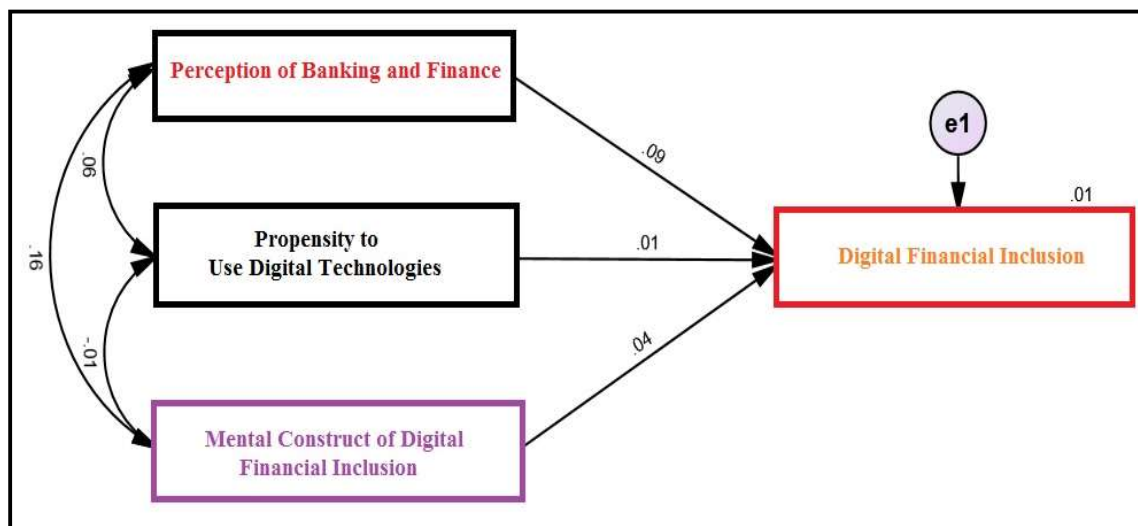 Perception of Banking and Finance
e1
.09
.06
.01
Propensity to
Use Digital Technologies
.01
Digital Financial Inclusion
.16
-.01
.04
Mental Construct of Digital
Financial Inclusion